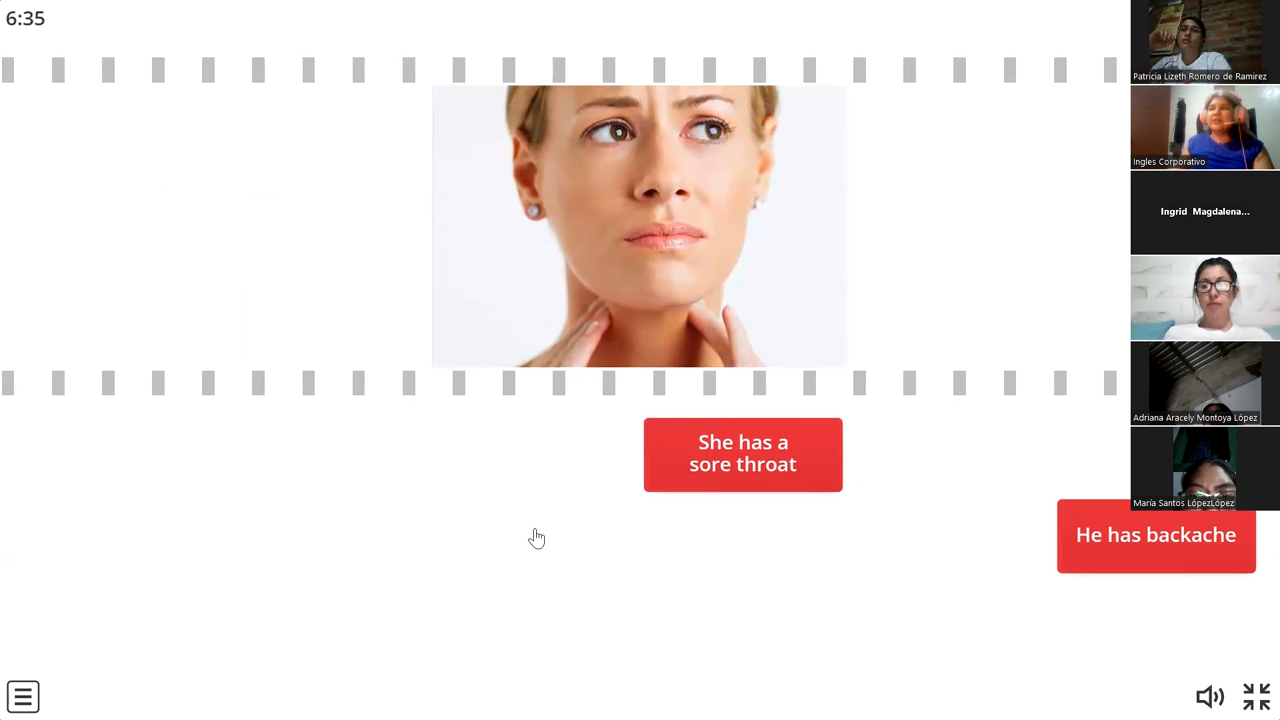 6:35
Patricia Lizeth Romero de Ramirez
Ingles Corporativo
Ingrid Magdalena...
Adriana Aracely Montoya López
María Santos LópezLópez
She has a
sore throat
He has backache